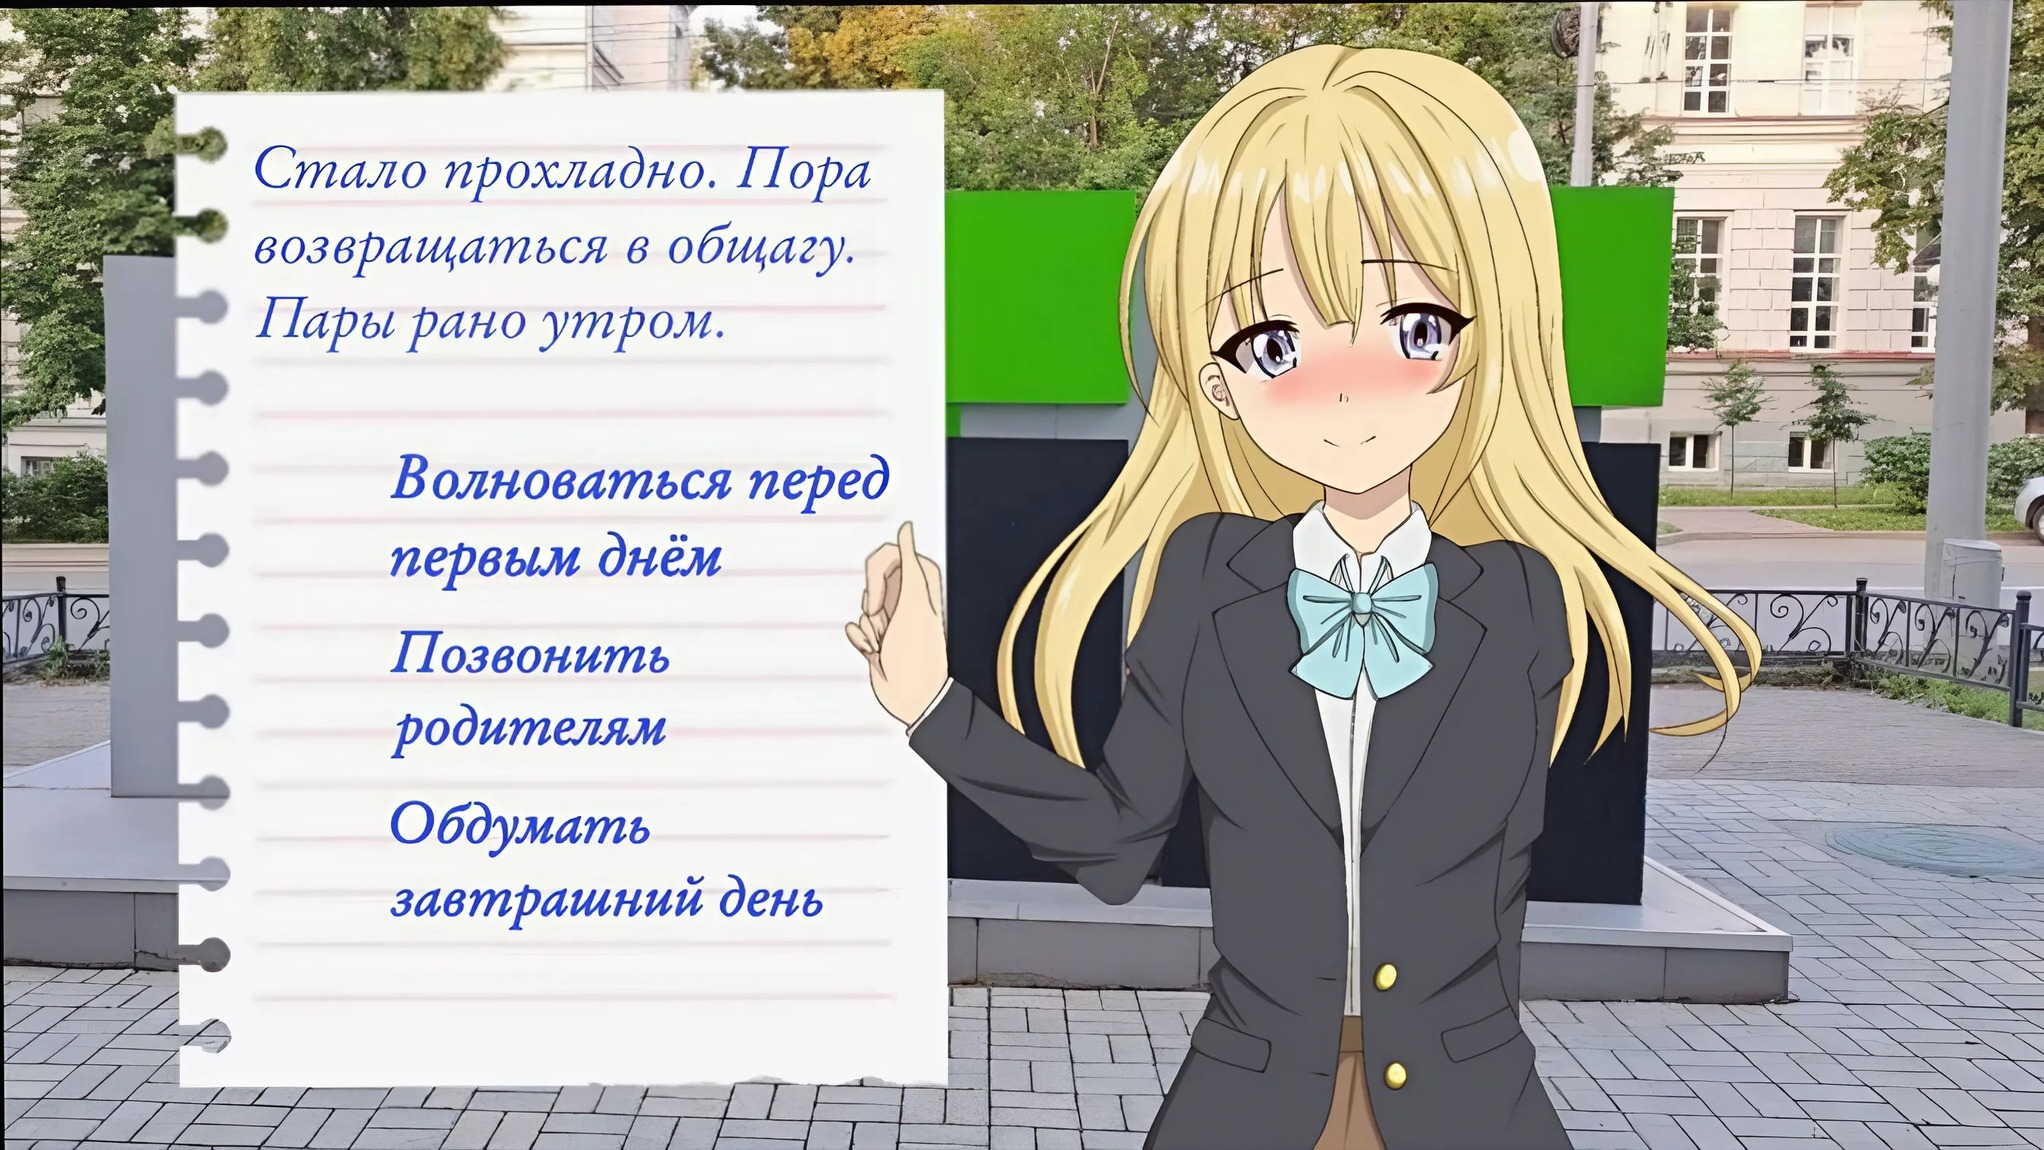 Стало прохладно. Пора
возвращаться в общагу.
Пары рано утром.
Волноваться перед
первым днём
Позвонить
родителям
Обдумать
завтрашний день